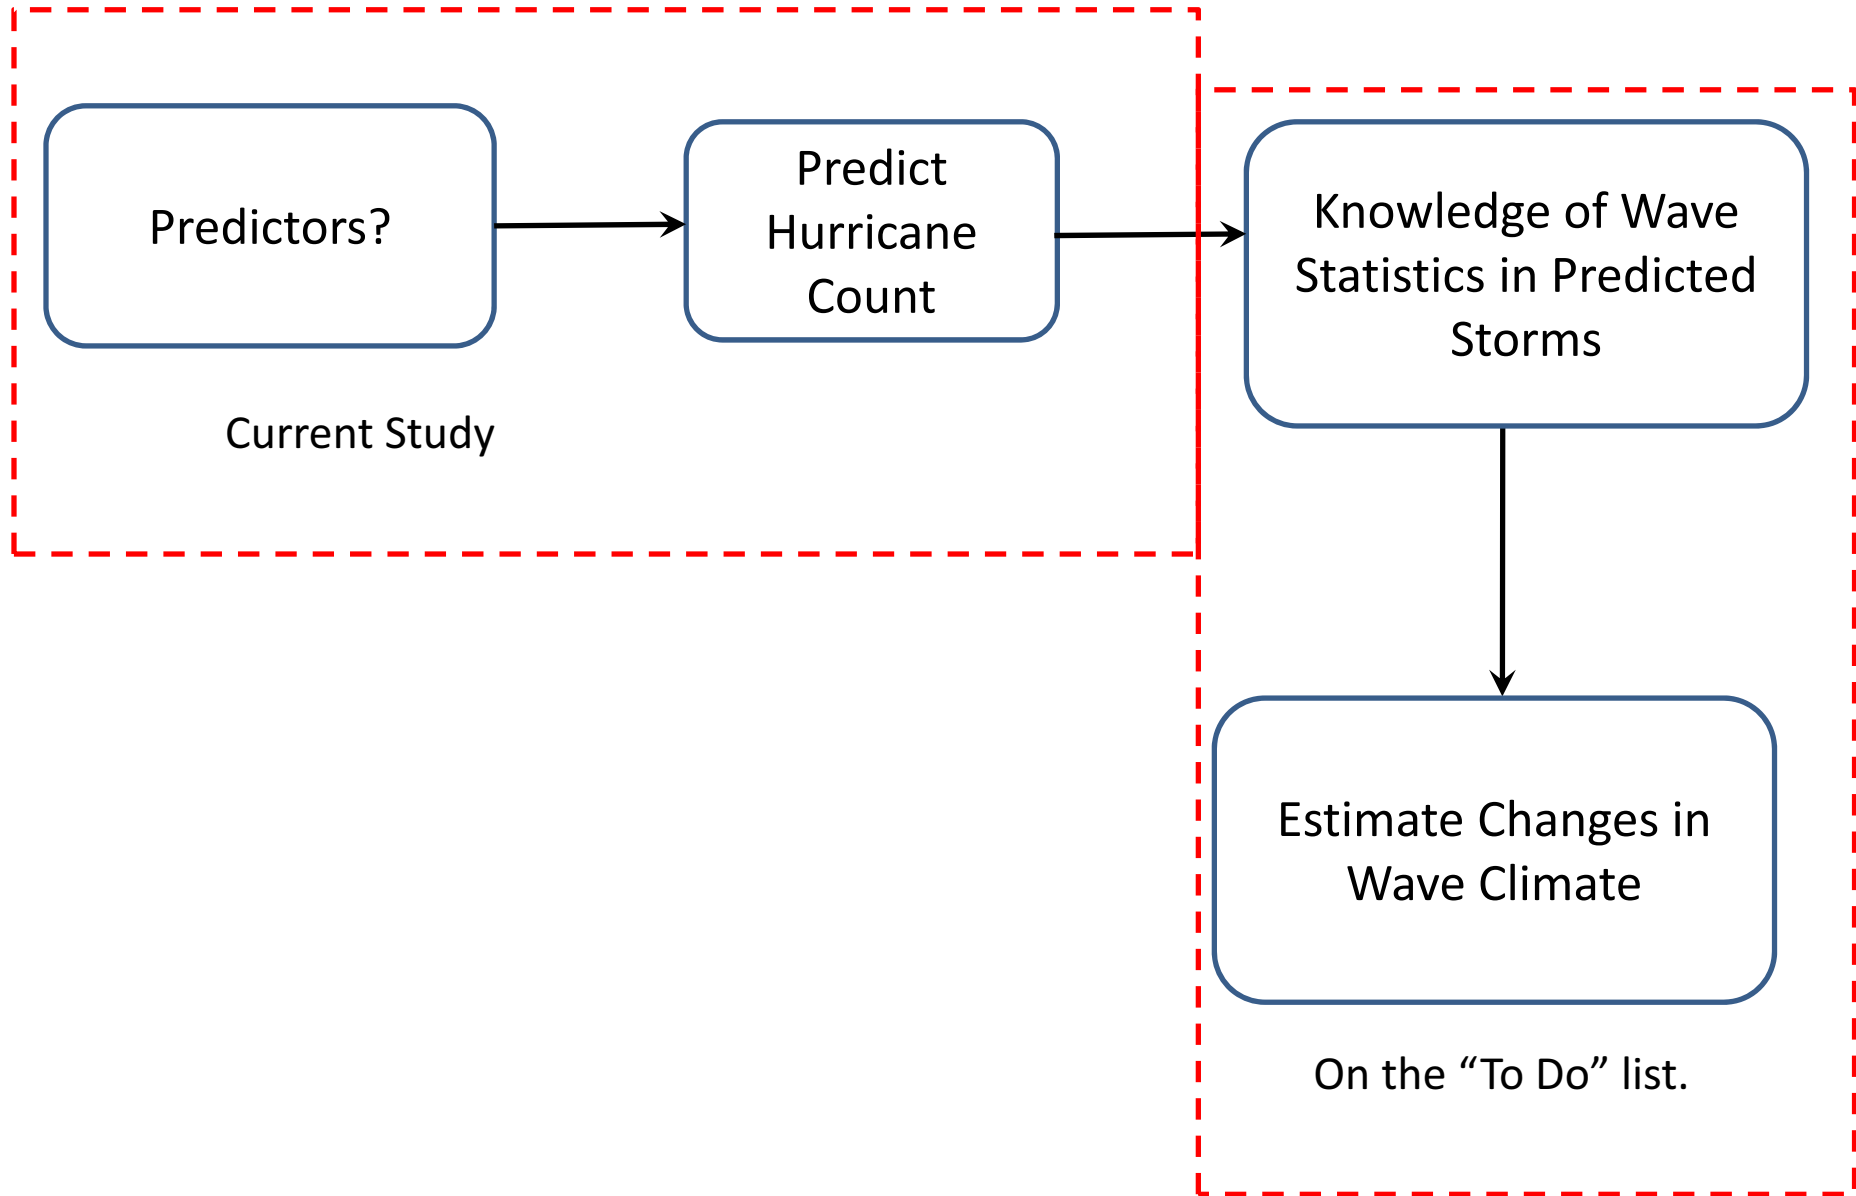 Predictors?
Predict
Hurricane
Count
Current Study
Knowledge of Wave
Statistics in Predicted
Storms
Estimate Changes in
Wave Climate
On the “To Do” list.